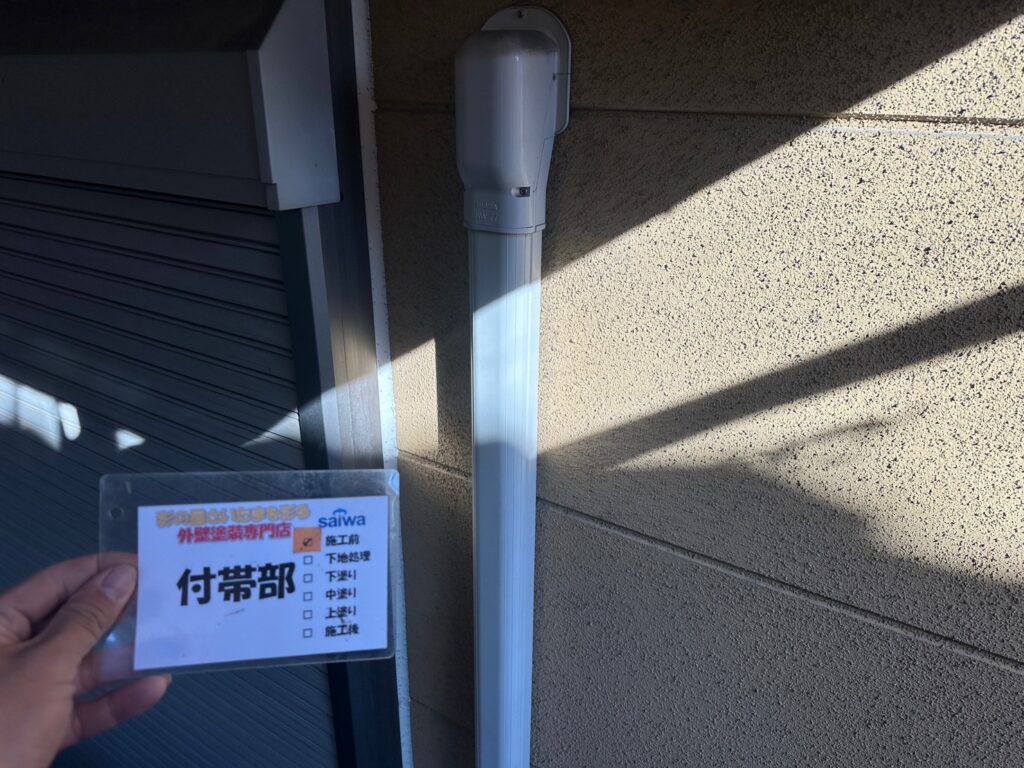 彩の国さいたまを彩る
外壁塗装専門店
saiwa
付帯部
☑ 施工前
□ 下地処理
□ 下塗り
□ 中塗り
□ 上塗り
□ 施工後